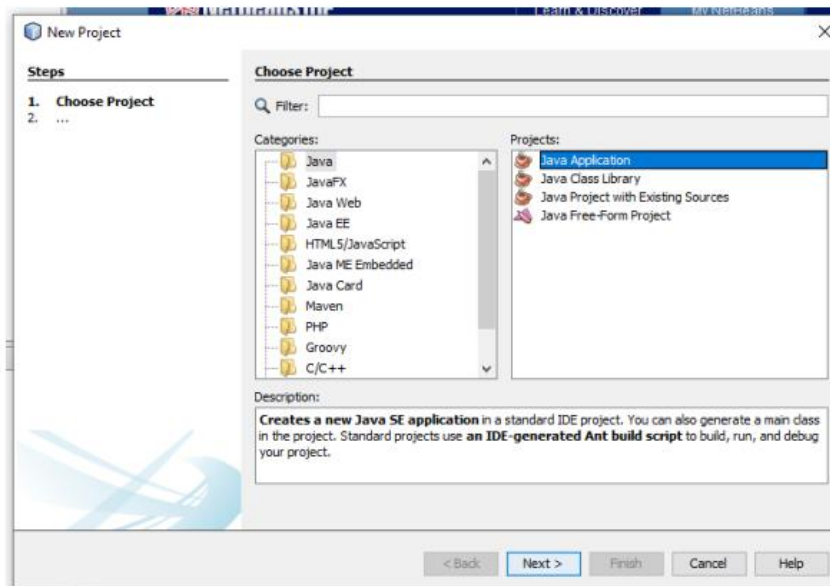 NetBeans IDE
Learn & Discover
My NetBeans
New Project
Steps
1. Choose Project
2. ...
Choose Project
Filter:
Categories:
Java
JavaFX
Java Web
Java EE
HTML5/JavaScript
Java ME Embedded
Java Card
Maven
PHP
Groovy
C/C++
Projects:
Java Application
Java Class Library
Java Project with Existing Sources
Java Free-Form Project
Description:
Creates a new Java SE application in a standard IDE project. You can also generate a main class
in the project. Standard projects use an IDE-generated Ant build script to build, run, and debug
your project.
< Back
Next >
Finish
Cancel
Help